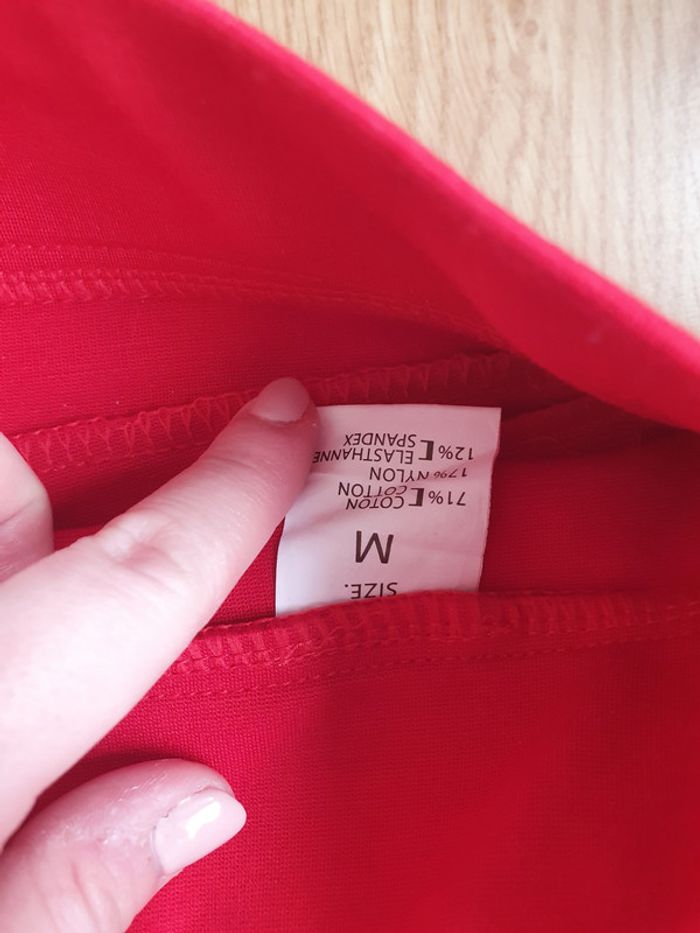 SIZE:
M
71% COTON
COTTON
17% NYLON
12% ELASTHANNE
SPANDEX